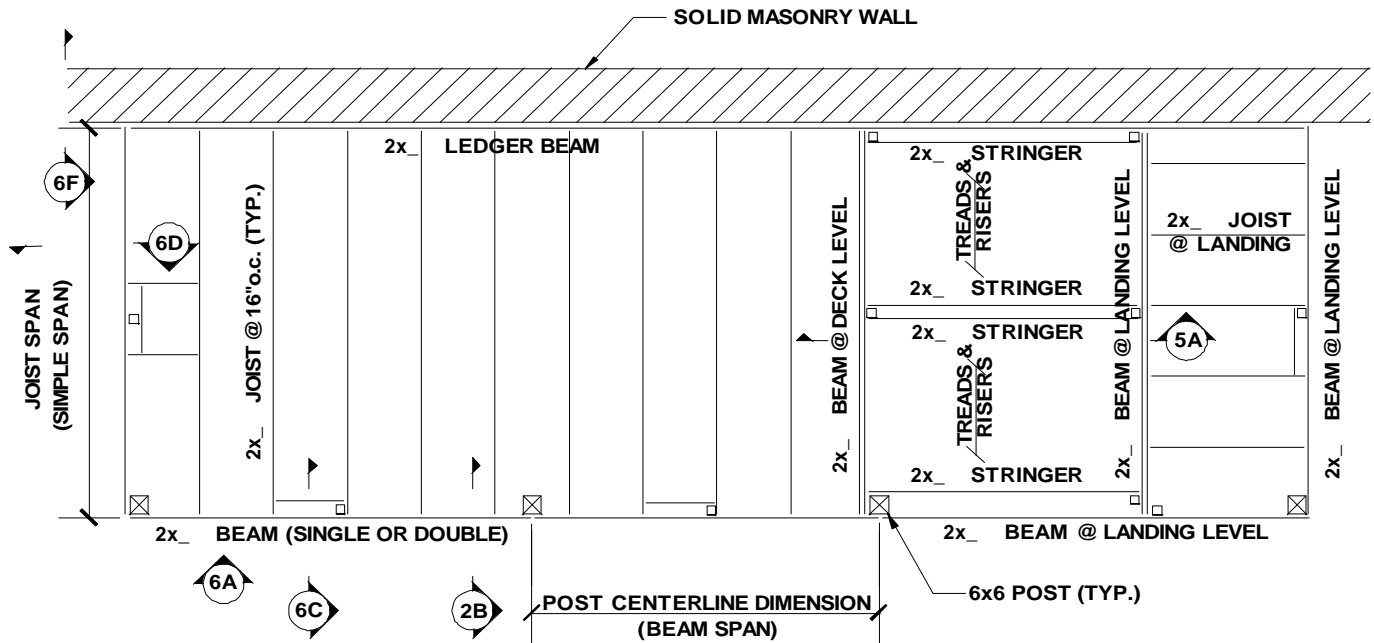 SOLID MASONRY WALL
2x_ LEDGER BEAM
6F
6D
JOIST SPAN
(SIMPLE SPAN)
2x_ JOIST @ 16"o.c. (TYP.)
2x_ BEAM @ DECK LEVEL
2x_ STRINGER
TREADS &
RISERS
2x_ STRINGER
2x_ STRINGER
TREADS &
RISERS
2x_ STRINGER
2x_ BEAM @ LANDING LEVEL
2x_ JOIST
@ LANDING
5A
2x_ BEAM @ LANDING LEVEL
2x_ BEAM (SINGLE OR DOUBLE)
2x_ BEAM @ LANDING LEVEL
6A
6C
2B
POST CENTERLINE DIMENSION
(BEAM SPAN)
6x6 POST (TYP.)